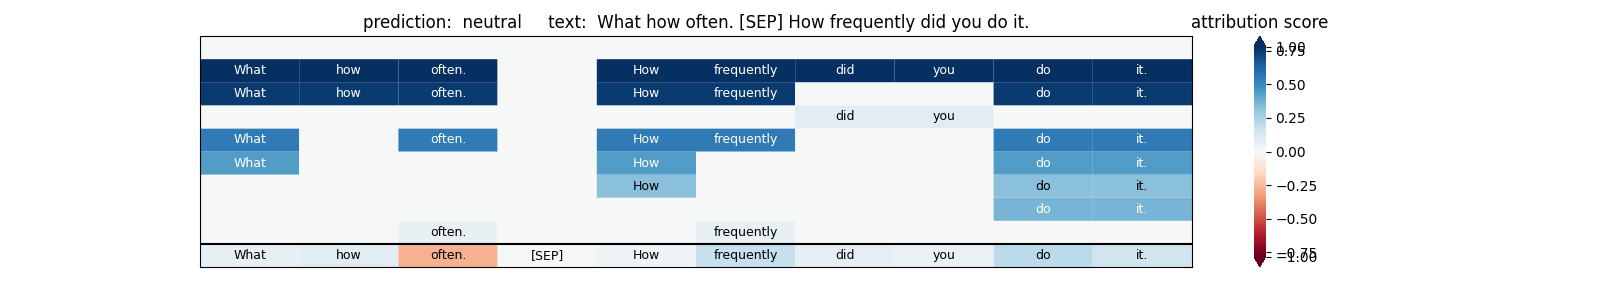 prediction: neutral text: What how often. [SEP] How frequently did you do it. attribution score
What how often. How frequently did you do it.
What how often. How frequently do it.
did you
What often. How frequently do it.
What How do it.
How do it.
do it.
often. frequently
What how often. [SEP] How frequently did you do it.
1.00
0.75
0.50
0.25
0.00
−0.25
−0.50
−0.75
−1.00